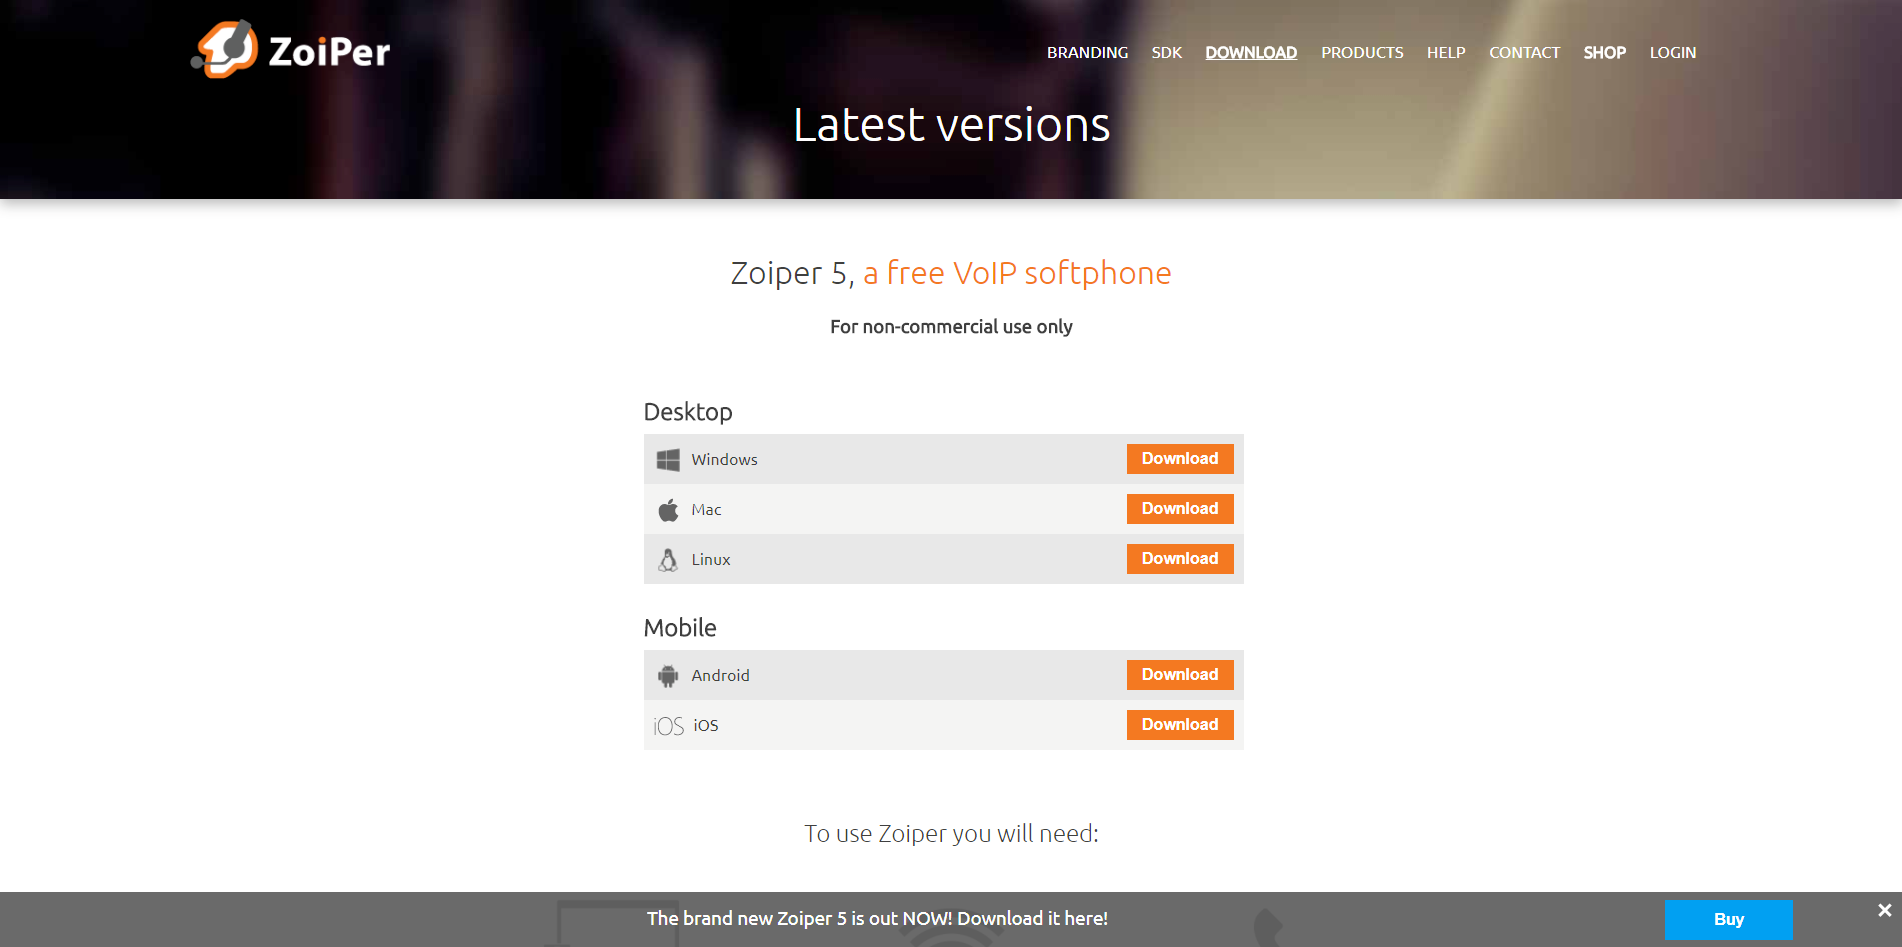 ZoiPer
BRANDING SDK DOWNLOAD PRODUCTS HELP CONTACT SHOP LOGIN
Latest versions
Zoiper 5, a free VoIP softphone
For non-commercial use only
Desktop
Windows Download
Mac Download
Linux Download
Mobile
Android Download
iOS iOS Download
To use Zoiper you will need:
The brand new Zoiper 5 is out NOW! Download it here! Buy ×